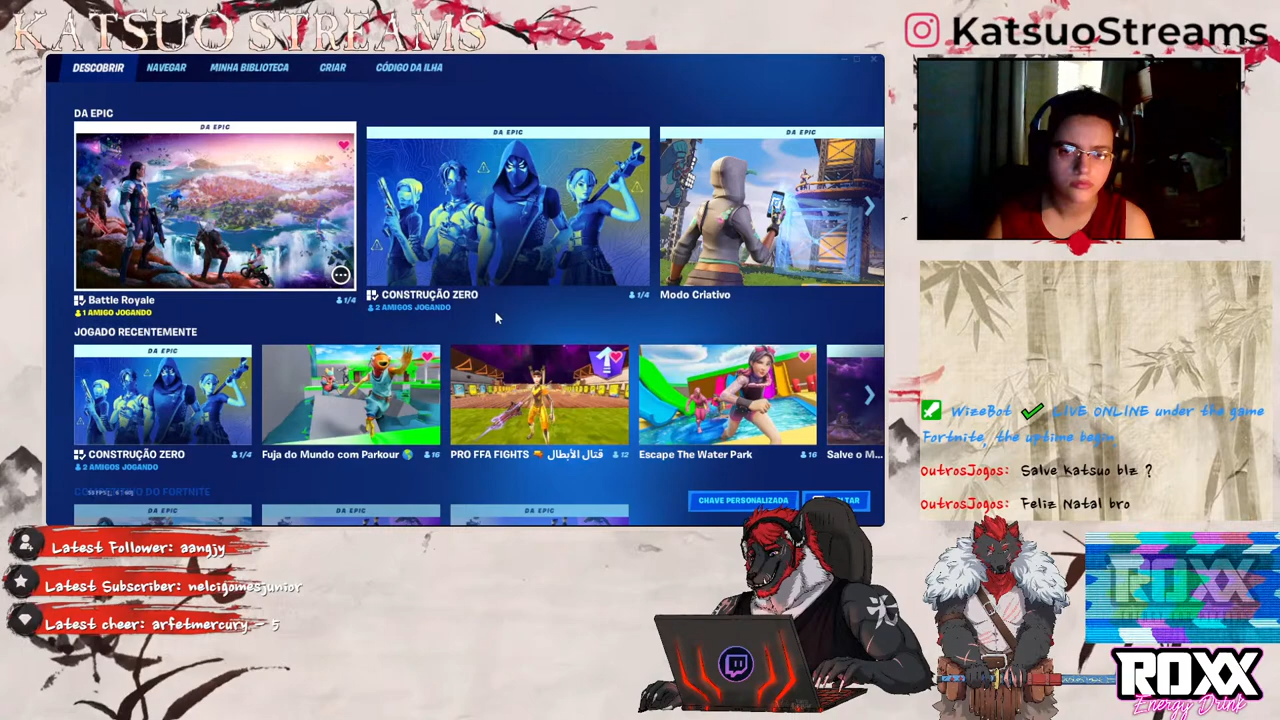 KATSUO STREAMS
KatsuoStreams
DESCOBRIR NAVEGAR MINHA BIBLIOTECA CRIAR CÓDIGO DA ILHA
DA EPIC
DA EPIC
DA EPIC
DA EPIC
Battle Royale 1/4
1 AMIGO JOGANDO
CONSTRUÇÃO ZERO 1/4
2 AMIGOS JOGANDO
Modo Criativo
JOGADO RECENTEMENTE
DA EPIC
CONSTRUÇÃO ZERO 1/4
2 AMIGOS JOGANDO
Fuja do Mundo com Parkour 16
PRO FFA FIGHTS قتال الأبطال 12
Escape The Water Park 16
Salve o M...
COMPETITIVO DO FORTNITE
CHAVE PERSONALIZADA
DA EPIC
DA EPIC
DA EPIC
WizeBot LIVE ONLINE under the game
Fortnite, the uptime begin
OutrosJogos: Salve Katsuo blz ?
OutrosJogos: Feliz Natal bro
Latest Follower: aangjy
Latest Subscriber: nelcigomesjunior
Latest cheer: arfetmercury - 5
ROXX
ROXX
Energy Drink